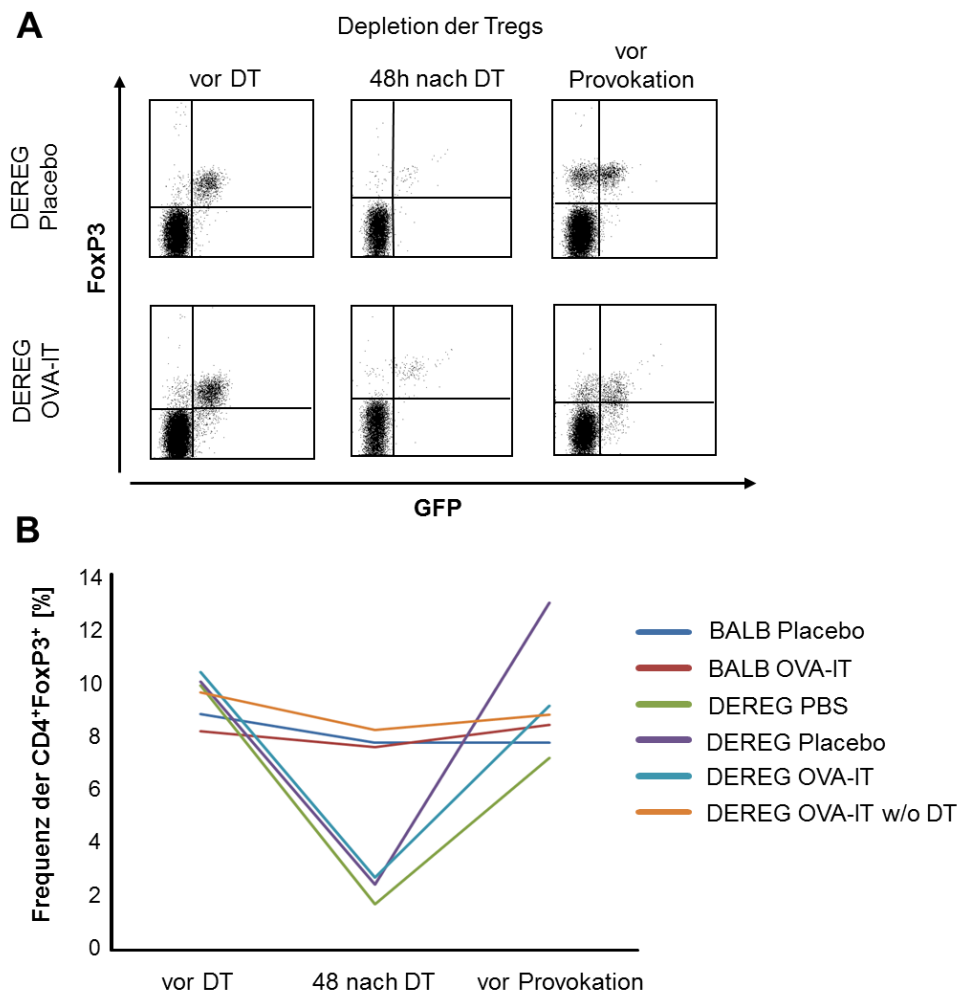 A
Depletion der Tregs
vor DT
48h nach DT
vor
Provokation
DEREG
Placebo
DEREG
OVA-IT
FoxP3
GFP
B
Frequenz der CD4⁺FoxP3⁺ [%]
14
12
10
8
6
4
2
0
vor DT
48 nach DT
vor Provokation
BALB Placebo
BALB OVA-IT
DEREG PBS
DEREG Placebo
DEREG OVA-IT
DEREG OVA-IT w/o DT